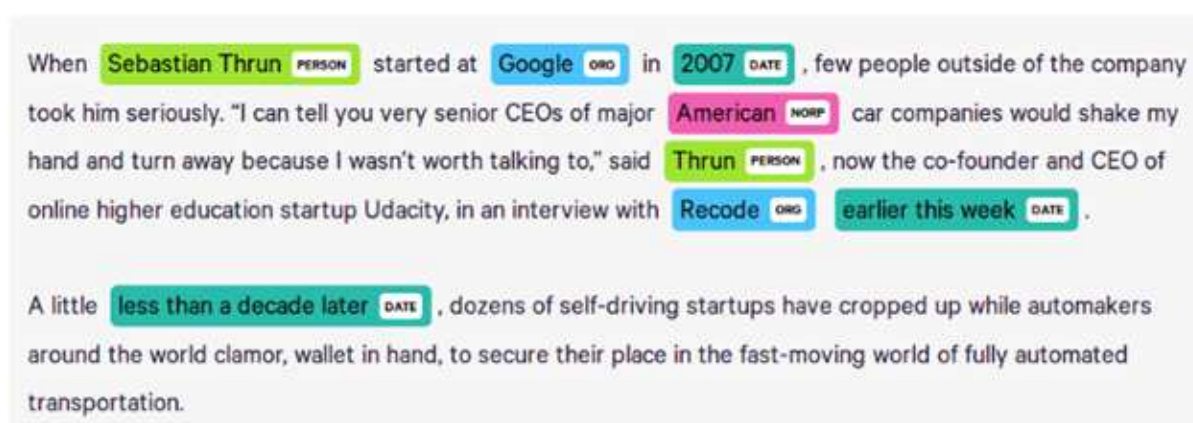 When Sebastian Thrun PERSON started at Google ORG in 2007 DATE , few people outside of the company
took him seriously. “I can tell you very senior CEOs of major American NORP car companies would shake my
hand and turn away because I wasn’t worth talking to,” said Thrun PERSON , now the co-founder and CEO of
online higher education startup Udacity, in an interview with Recode ORG earlier this week DATE .
A little less than a decade later DATE , dozens of self-driving startups have cropped up while automakers
around the world clamor, wallet in hand, to secure their place in the fast-moving world of fully automated
transportation.